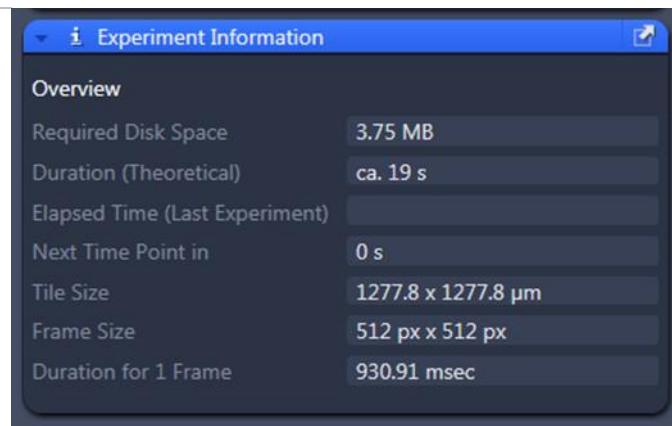 i Experiment Information
Overview
Required Disk Space 3.75 MB
Duration (Theoretical) ca. 19 s
Elapsed Time (Last Experiment)
Next Time Point in 0 s
Tile Size 1277.8 x 1277.8 µm
Frame Size 512 px x 512 px
Duration for 1 Frame 930.91 msec